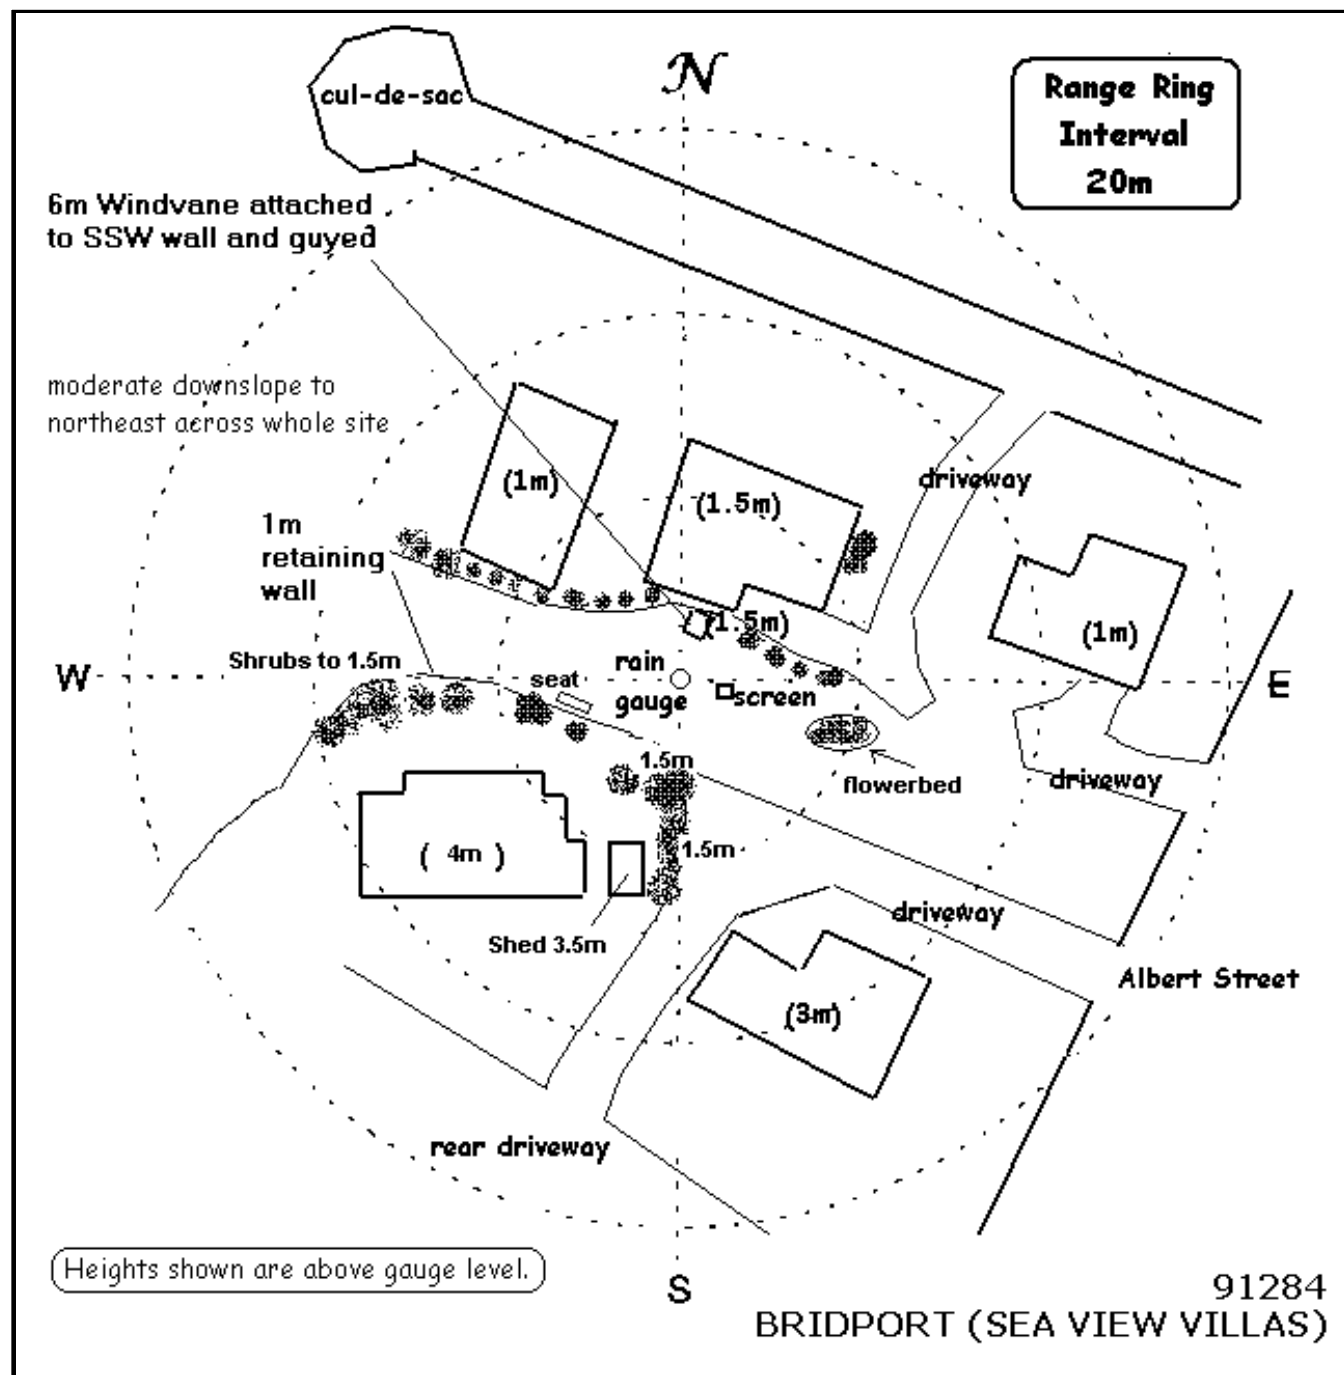 N
cul-de-sac
Range Ring
Interval
20m
6m Windvane attached
to SSW wall and guyed
moderate downslope to
northeast across whole site
(1m)
(1.5m)
driveway
1m
retaining
wall
(1.5m)
(1m)
Shrubs to 1.5m
W
seat
rain
gauge
screen
E
1.5m
flowerbed
driveway
( 4m )
1.5m
driveway
Shed 3.5m
Albert Street
(3m)
rear driveway
Heights shown are above gauge level.
S
91284
BRIDPORT (SEA VIEW VILLAS)